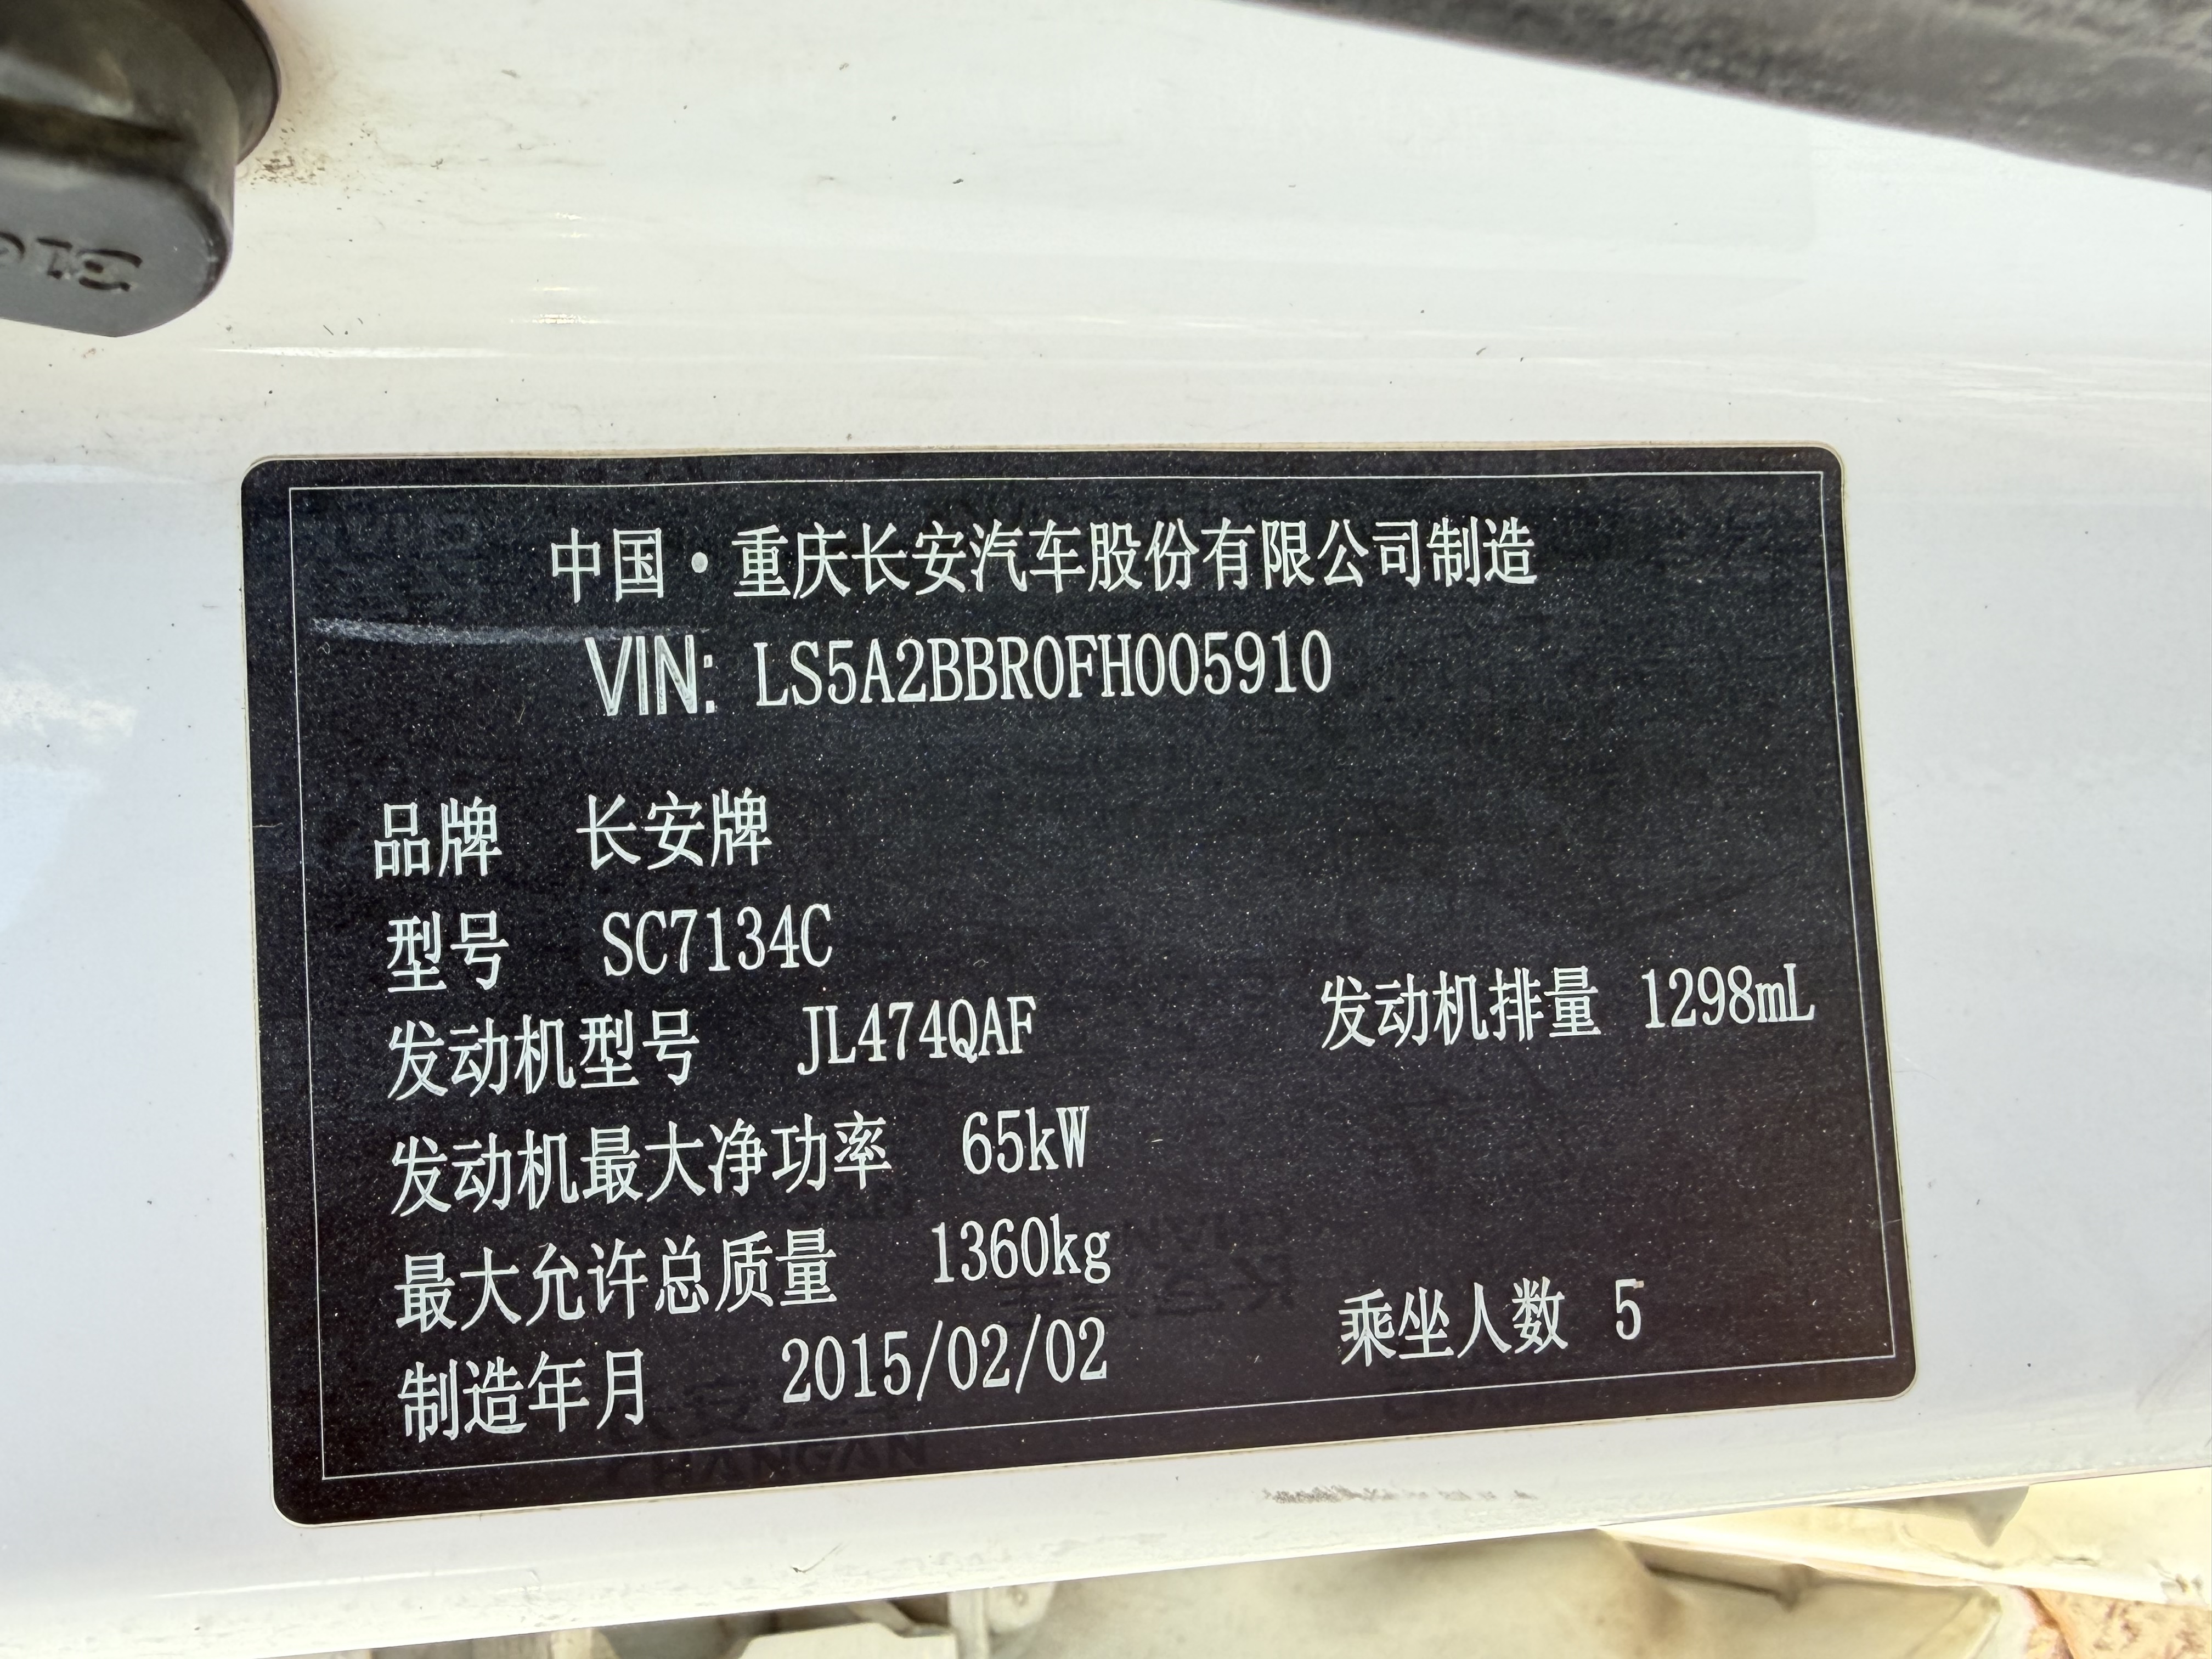 中国·重庆长安汽车股份有限公司制造
VIN: LS5A2BBR0FH005910
品牌 长安牌
型号 SC7134C
发动机型号 JL474QAF 发动机排量 1298mL
发动机最大净功率 65kW
最大允许总质量 1360kg
制造年月 2015/02/02 乘坐人数 5
CHANGAN